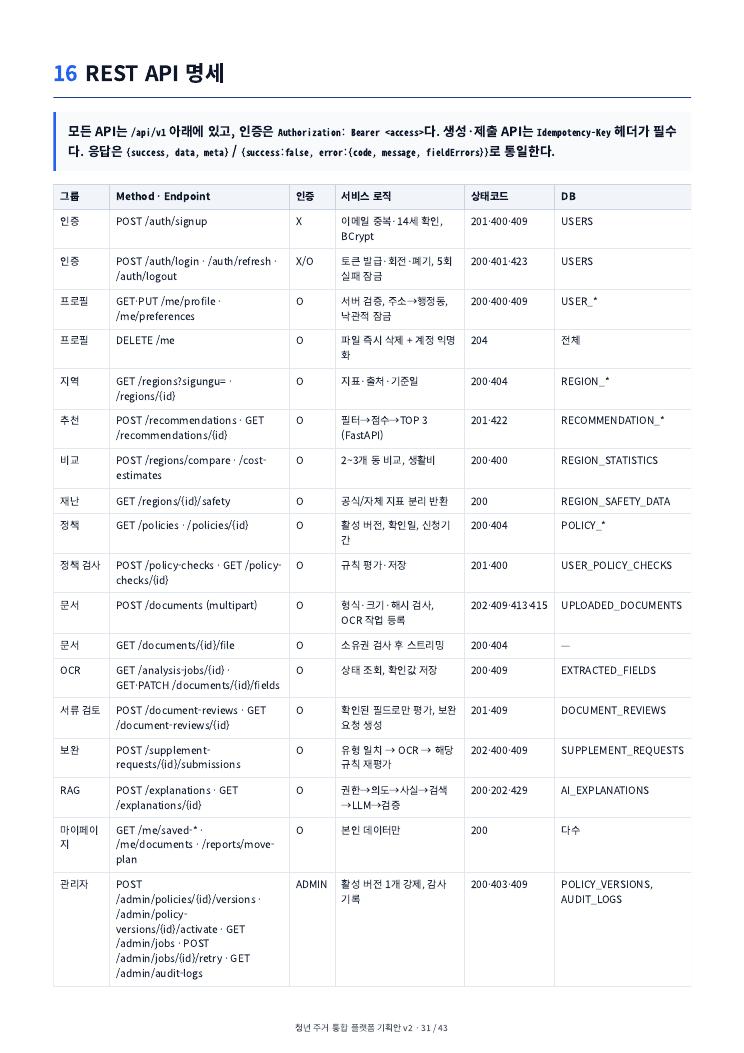 16 REST API 명세
모든 API는 /api/v1 아래에 있고, 인증은 Authorization: Bearer <access>다. 생성·제출 API는 Idempotency-Key 헤더가 필수
다. 응답은 {success, data, meta} / {success:false, error:{code, message, fieldErrors}}로 통일한다.
그룹 Method · Endpoint 인증 서비스 로직 상태코드 DB
인증 POST /auth/signup X 이메일 중복·14세 확인, 201·400·409 USERS
BCrypt
인증 POST /auth/login · /auth/refresh · X/O 토큰 발급·회전·폐기, 5회 200·401·423 USERS
/auth/logout 실패 잠금
프로필 GET·PUT /me/profile · O 서버 검증, 주소→행정동, 200·400·409 USER_*
/me/preferences 낙관적 잠금
프로필 DELETE /me O 파일 즉시 삭제 + 계정 익명 204 전체
화
지역 GET /regions?sigungu= · O 지표·출처·기준일 200·404 REGION_*
/regions/{id}
추천 POST /recommendations · GET O 필터→점수→TOP 3 201·422 RECOMMENDATION_*
/recommendations/{id} (FastAPI)
비교 POST /regions/compare · /cost- O 2~3개 동 비교, 생활비 200·400 REGION_STATISTICS
estimates
재난 GET /regions/{id}/safety O 공식/자체 지표 분리 반환 200 REGION_SAFETY_DATA
정책 GET /policies · /policies/{id} O 활성 버전, 확인일, 신청기 200·404 POLICY_*
간
정책 검사 POST /policy-checks · GET /policy- O 규칙 평가·저장 201·400 USER_POLICY_CHECKS
checks/{id}
문서 POST /documents (multipart) O 형식·크기·해시 검사, 202·409·413·415 UPLOADED_DOCUMENTS
OCR 작업 등록
문서 GET /documents/{id}/file O 소유권 검사 후 스트리밍 200·404 —
OCR GET /analysis-jobs/{id} · O 상태 조회, 확인값 저장 200·409 EXTRACTED_FIELDS
GET·PATCH /documents/{id}/fields
서류 검토 POST /document-reviews · GET O 확인된 필드로만 평가, 보완 201·409 DOCUMENT_REVIEWS
/document-reviews/{id} 요청 생성
보완 POST /supplement- O 유형 일치 → OCR → 해당 202·400·409 SUPPLEMENT_REQUESTS
requests/{id}/submissions 규칙 재평가
RAG POST /explanations · GET O 권한→의도→사실→검색 200·202·429 AI_EXPLANATIONS
/explanations/{id} →LLM→검증
마이페이 GET /me/saved-* · O 본인 데이터만 200 다수
지 /me/documents · /reports/move-
plan
관리자 POST ADMIN 활성 버전 1개 강제, 감사 200·403·409 POLICY_VERSIONS,
/admin/policies/{id}/versions · 기록 AUDIT_LOGS
/admin/policy-
versions/{id}/activate · GET
/admin/jobs · POST
/admin/jobs/{id}/retry · GET
/admin/audit-logs
청년 주거 통합 플랫폼 기획안 v2 · 31 / 43